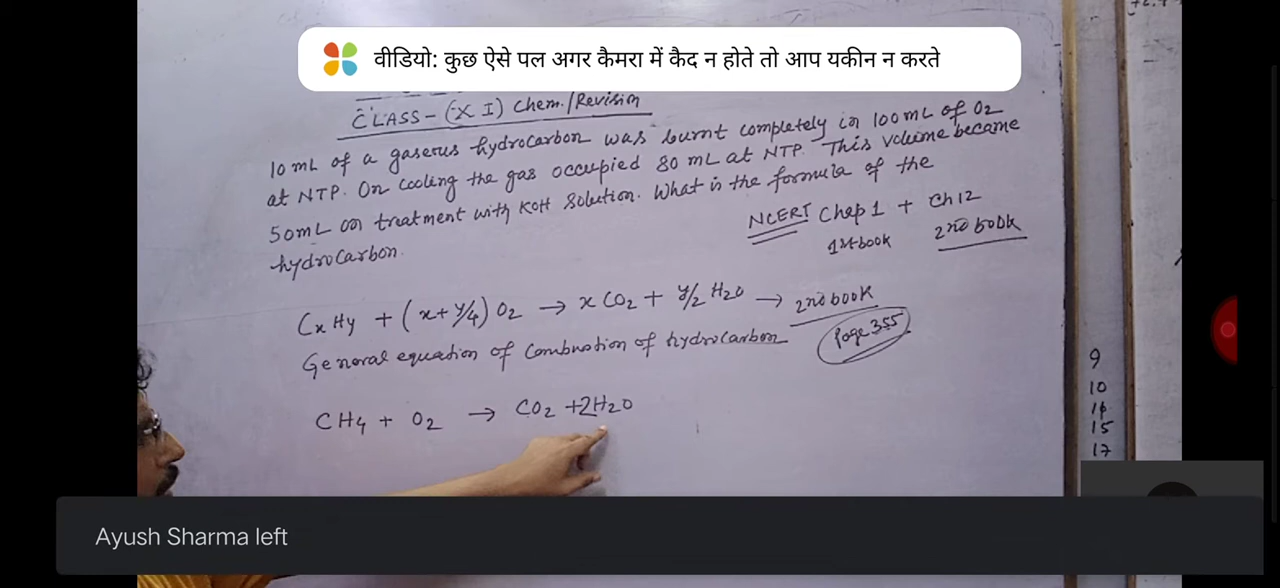 वीडियो: कुछ ऐसे पल अगर कैमरा में कैद न होते तो आप यकीन न करते
CLASS - (XI) Chem./Revision
10 mL of a gaseous hydrocarbon was burnt completely in 100 mL of O2
at NTP. On cooling the gas occupied 80 mL at NTP. This volume became
50mL on treatment with KOH solution. What is the formula of the
hydrocarbon.
NCERT Chap 1 + Ch 12
1st book 2nd book
CxHy + (x+y/4) O2 → x CO2 + y/2 H2O → 2nd book
General equation of combustion of hydrocarbon
Page 355
CH4 + O2 → CO2 + 2H2O
9
10
15
17
Ayush Sharma left